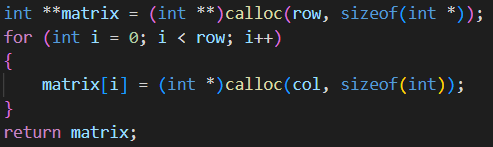 int **matrix = (int **)calloc(row, sizeof(int *));
for (int i = 0; i < row; i++)
{
    matrix[i] = (int *)calloc(col, sizeof(int));
}
return matrix;